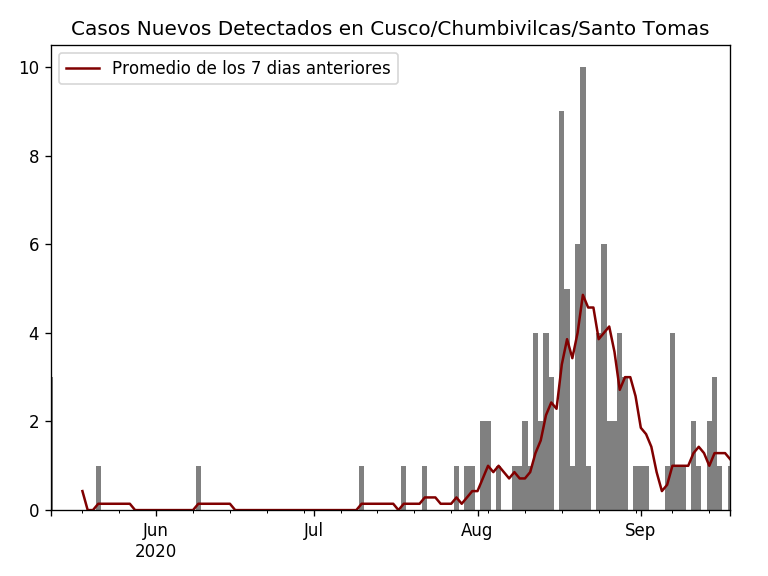 Casos Nuevos Detectados en Cusco/Chumbivilcas/Santo Tomas
Promedio de los 7 dias anteriores
10
8
6
4
2
0
Jun
2020
Jul
Aug
Sep